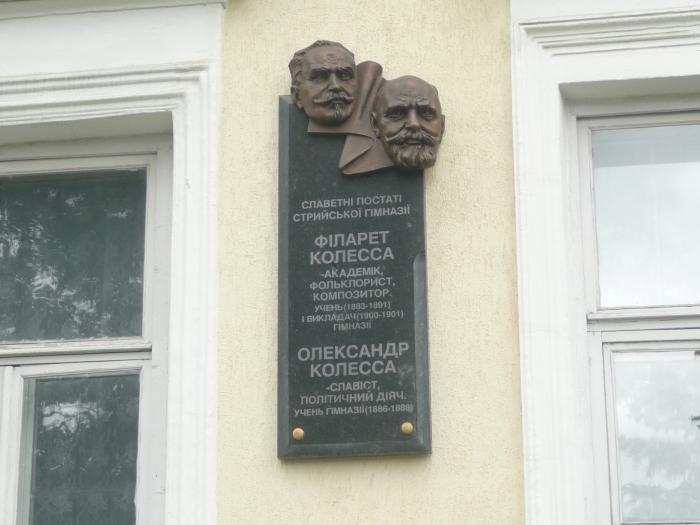 СЛАВЕТНІ ПОСТАТІ
СТРИЙСЬКОЇ ГІМНАЗІЇ
ФІЛАРЕТ
КОЛЕССА
-АКАДЕМІК,
ФОЛЬКЛОРИСТ,
КОМПОЗИТОР.
УЧЕНЬ(1883-1891)
І ВИКЛАДАЧ(1900-1901)
ГІМНАЗІЇ
ОЛЕКСАНДР
КОЛЕССА
-СЛАВІСТ,
ПОЛІТИЧНИЙ ДІЯЧ.
УЧЕНЬ ГІМНАЗІЇ(1886-1888)